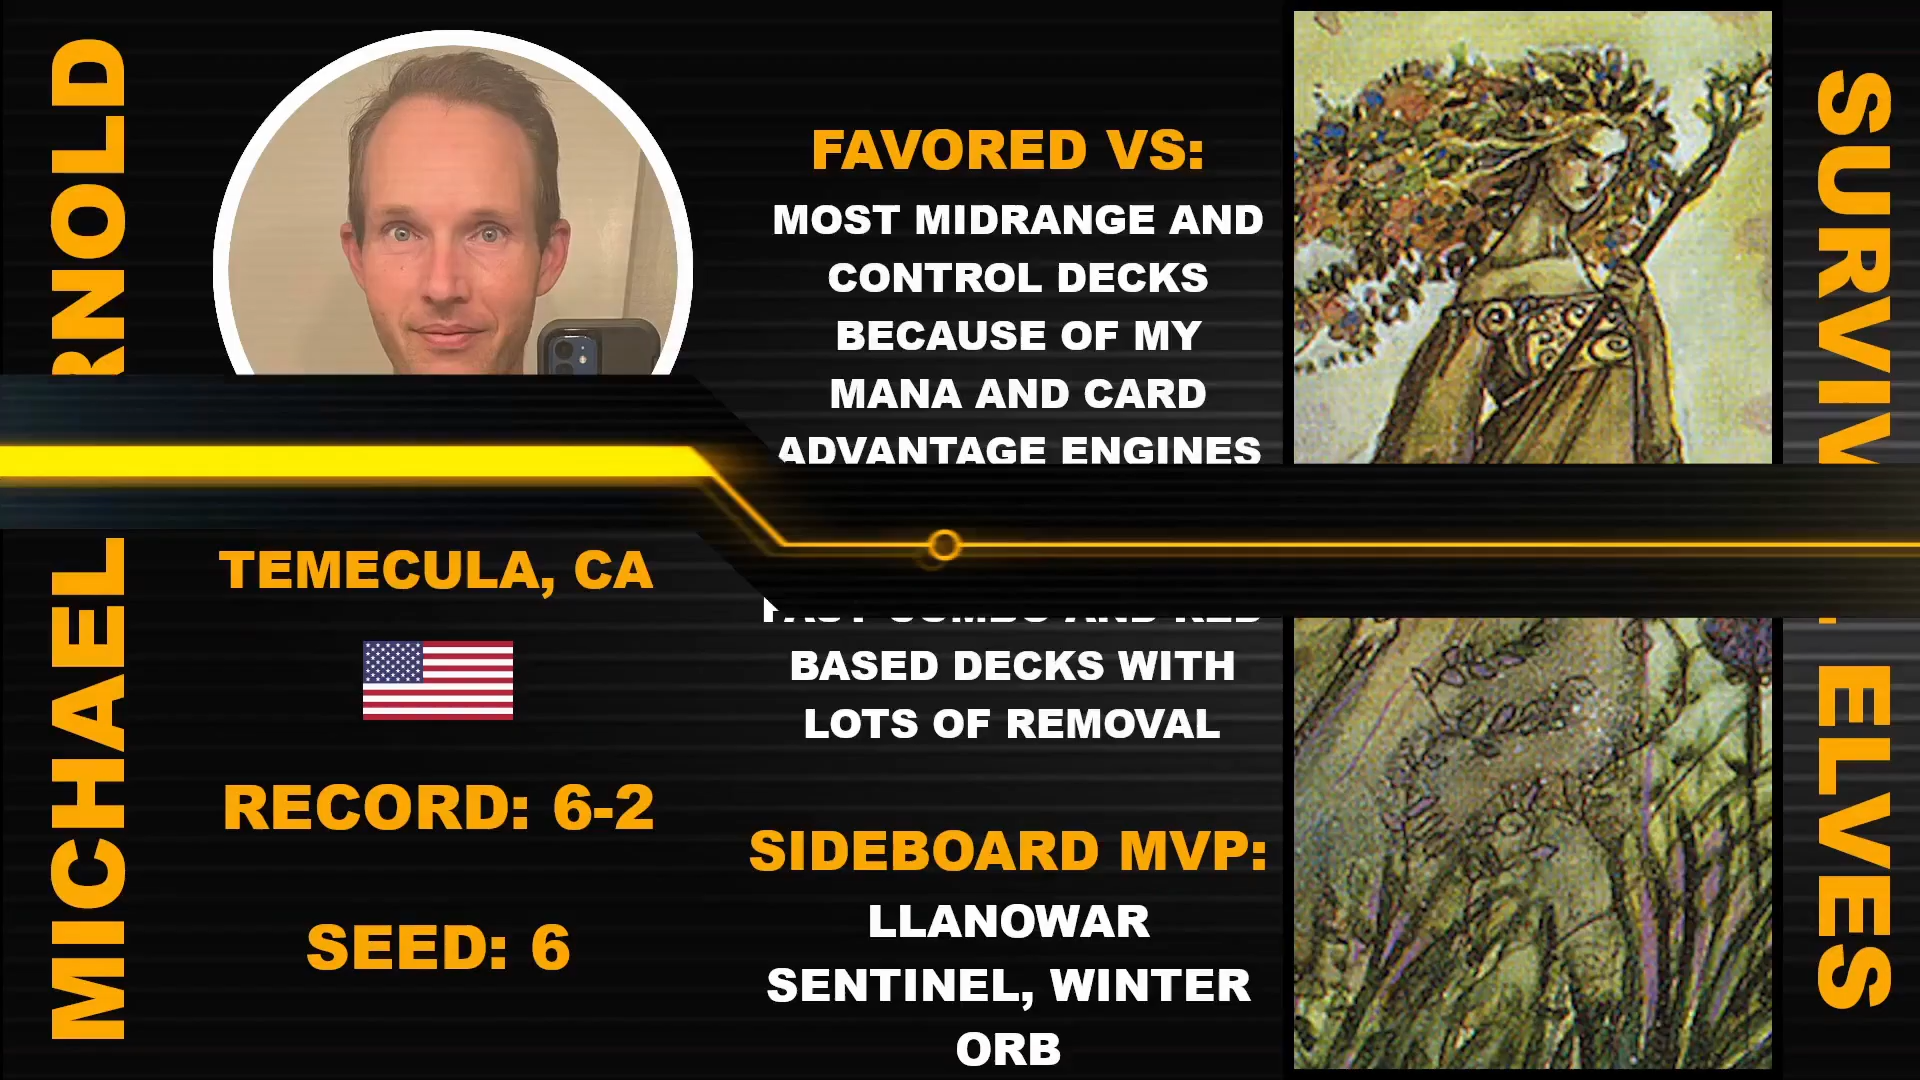 MICHAEL
RNOLD
TEMECULA, CA
RECORD: 6-2
SEED: 6
FAVORED VS:
MOST MIDRANGE AND
CONTROL DECKS
BECAUSE OF MY
MANA AND CARD
ADVANTAGE ENGINES
BASED DECKS WITH
LOTS OF REMOVAL
SIDEBOARD MVP:
LLANOWAR
SENTINEL, WINTER
ORB
SURVIV
ELVES